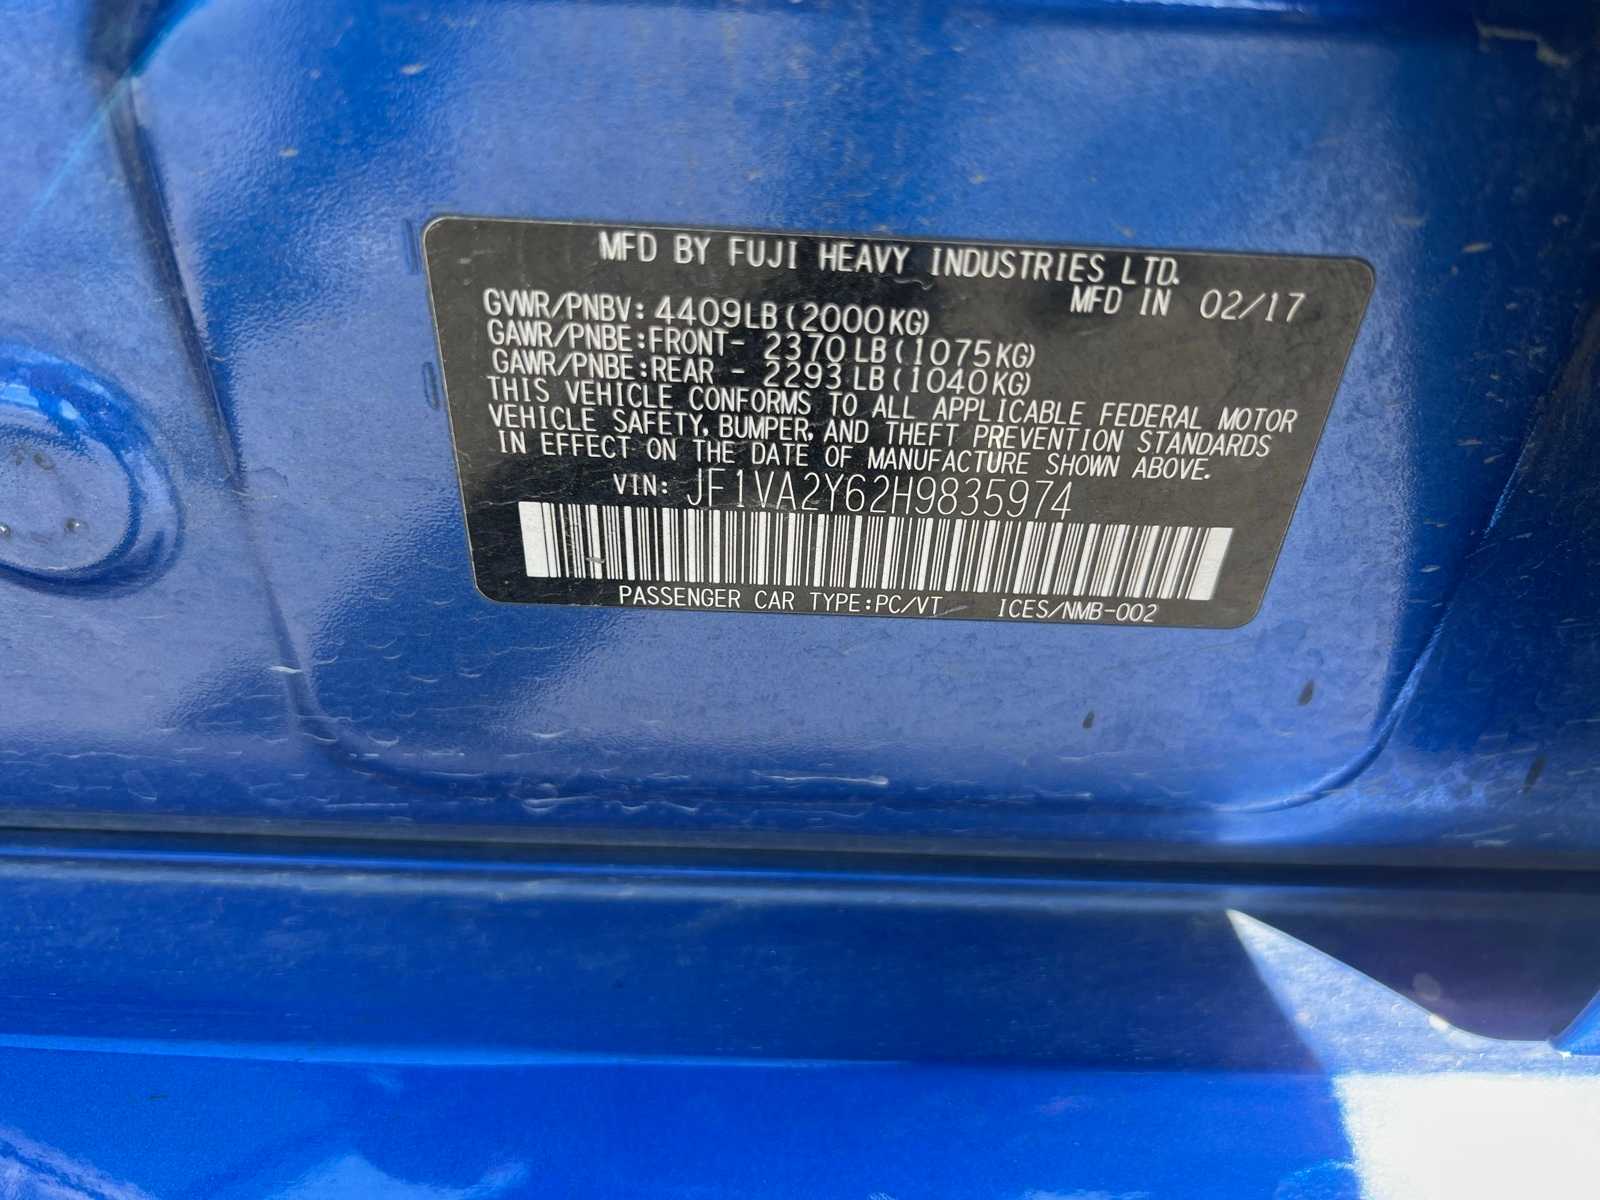 MFD BY FUJI HEAVY INDUSTRIES LTD.
MFD IN 02/17
GVWR/PNBV: 4409LB(2000KG)
GAWR/PNBE:FRONT- 2370LB(1075KG)
GAWR/PNBE:REAR - 2293LB(1040KG)
THIS VEHICLE CONFORMS TO ALL APPLICABLE FEDERAL MOTOR
VEHICLE SAFETY, BUMPER, AND THEFT PREVENTION STANDARDS
IN EFFECT ON THE DATE OF MANUFACTURE SHOWN ABOVE.
VIN: JF1VA2Y62H9835974
PASSENGER CAR TYPE:PC/VT ICES/NMB-002